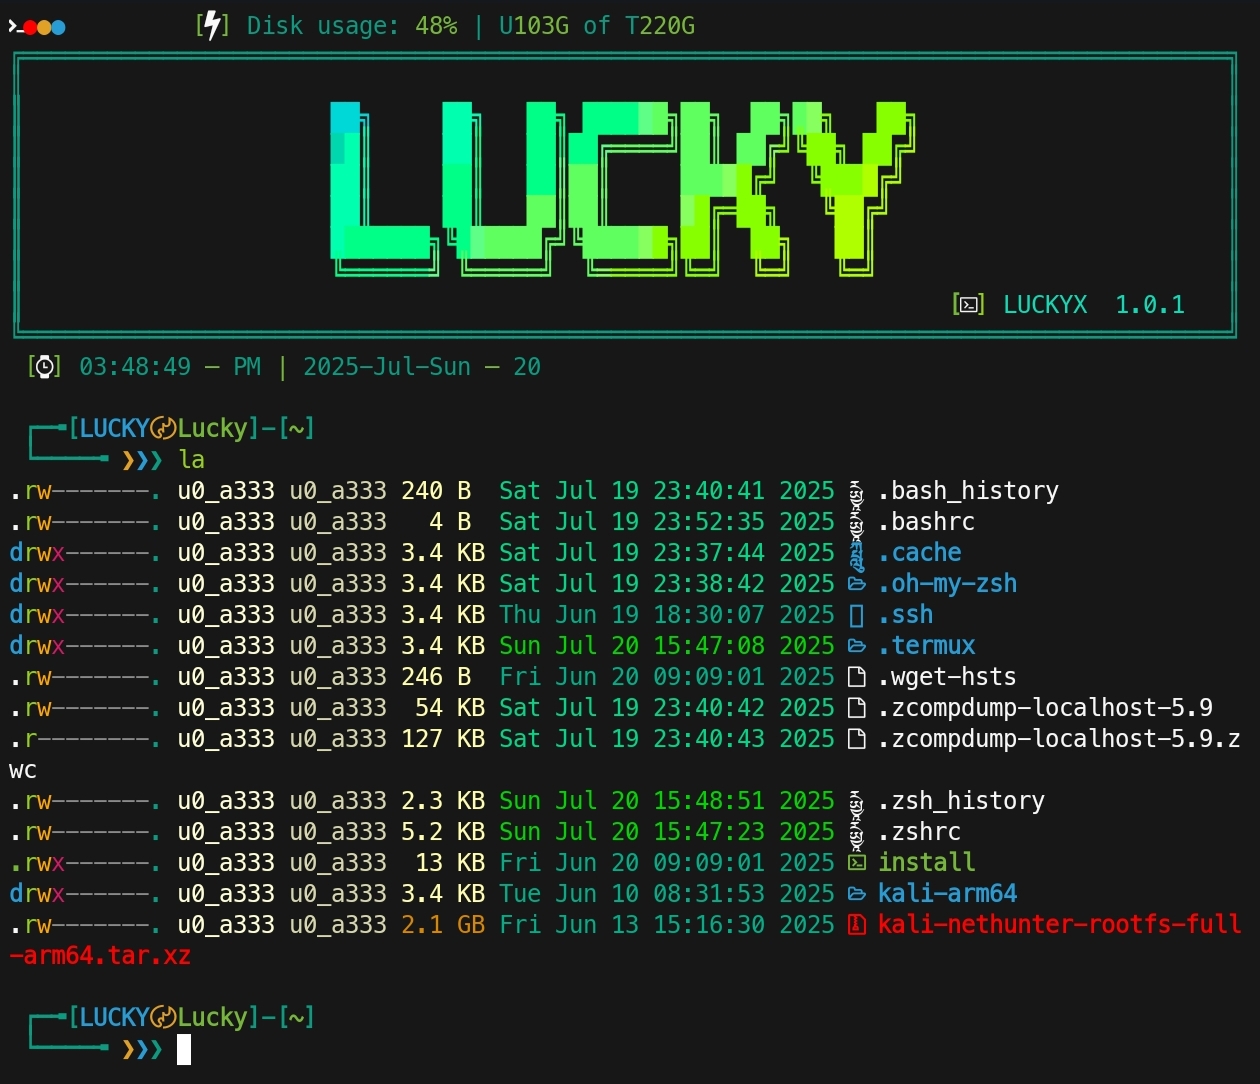 >_ [⚡] Disk usage: 48% | U103G of T220G
LUCKY
[>_] LUCKYX 1.0.1
[⌚] 03:48:49 — PM | 2025-Jul-Sun — 20
[LUCKY@Lucky]-[~]
❯❯❯ la
.rw-------. u0_a333 u0_a333 240 B Sat Jul 19 23:40:41 2025 .bash_history
.rw-------. u0_a333 u0_a333 4 B Sat Jul 19 23:52:35 2025 .bashrc
drwx------. u0_a333 u0_a333 3.4 KB Sat Jul 19 23:37:44 2025 .cache
drwx------. u0_a333 u0_a333 3.4 KB Sat Jul 19 23:38:42 2025 .oh-my-zsh
drwx------. u0_a333 u0_a333 3.4 KB Thu Jun 19 18:30:07 2025 .ssh
drwx------. u0_a333 u0_a333 3.4 KB Sun Jul 20 15:47:08 2025 .termux
.rw-------. u0_a333 u0_a333 246 B Fri Jun 20 09:09:01 2025 .wget-hsts
.rw-------. u0_a333 u0_a333 54 KB Sat Jul 19 23:40:42 2025 .zcompdump-localhost-5.9
.r--------. u0_a333 u0_a333 127 KB Sat Jul 19 23:40:43 2025 .zcompdump-localhost-5.9.z
wc
.rw-------. u0_a333 u0_a333 2.3 KB Sun Jul 20 15:48:51 2025 .zsh_history
.rw-------. u0_a333 u0_a333 5.2 KB Sun Jul 20 15:47:23 2025 .zshrc
.rwx------. u0_a333 u0_a333 13 KB Fri Jun 20 09:09:01 2025 install
drwx------. u0_a333 u0_a333 3.4 KB Tue Jun 10 08:31:53 2025 kali-arm64
.rw-------. u0_a333 u0_a333 2.1 GB Fri Jun 13 15:16:30 2025 kali-nethunter-rootfs-full
-arm64.tar.xz
[LUCKY@Lucky]-[~]
❯❯❯